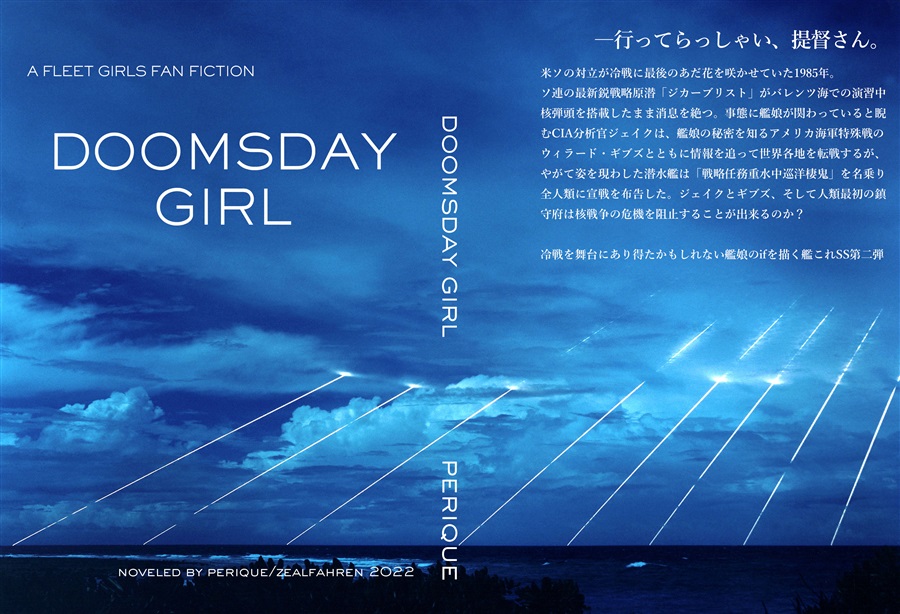 A FLEET GIRLS FAN FICTION
DOOMSDAY
GIRL
NOVELED BY PERIQUE/ZEALFAHREN 2022
DOOMSDAY GIRL
PERIQUE
―行ってらっしゃい、提督さん。
米ソの対立が冷戦に最後のあだ花を咲かせていた1985年。
ソ連の最新鋭戦略原潜「ジカーブリスト」がバレンツ海での演習中
核弾頭を搭載したまま消息を絶つ。事態に艦娘が関わっていると睨
むCIA分析官ジェイクは、艦娘の秘密を知るアメリカ海軍特殊戦の
ウィラード・ギブズとともに情報を追って世界各地を転戦するが、
やがて姿を現わした潜水艦は「戦略任務重水中巡洋棲鬼」を名乗り
全人類に宣戦を布告した。ジェイクとギブズ、そして人類最初の鎮
守府は核戦争の危機を阻止することが出来るのか？
冷戦を舞台にあり得たかもしれない艦娘のifを描く艦これSS第二弾